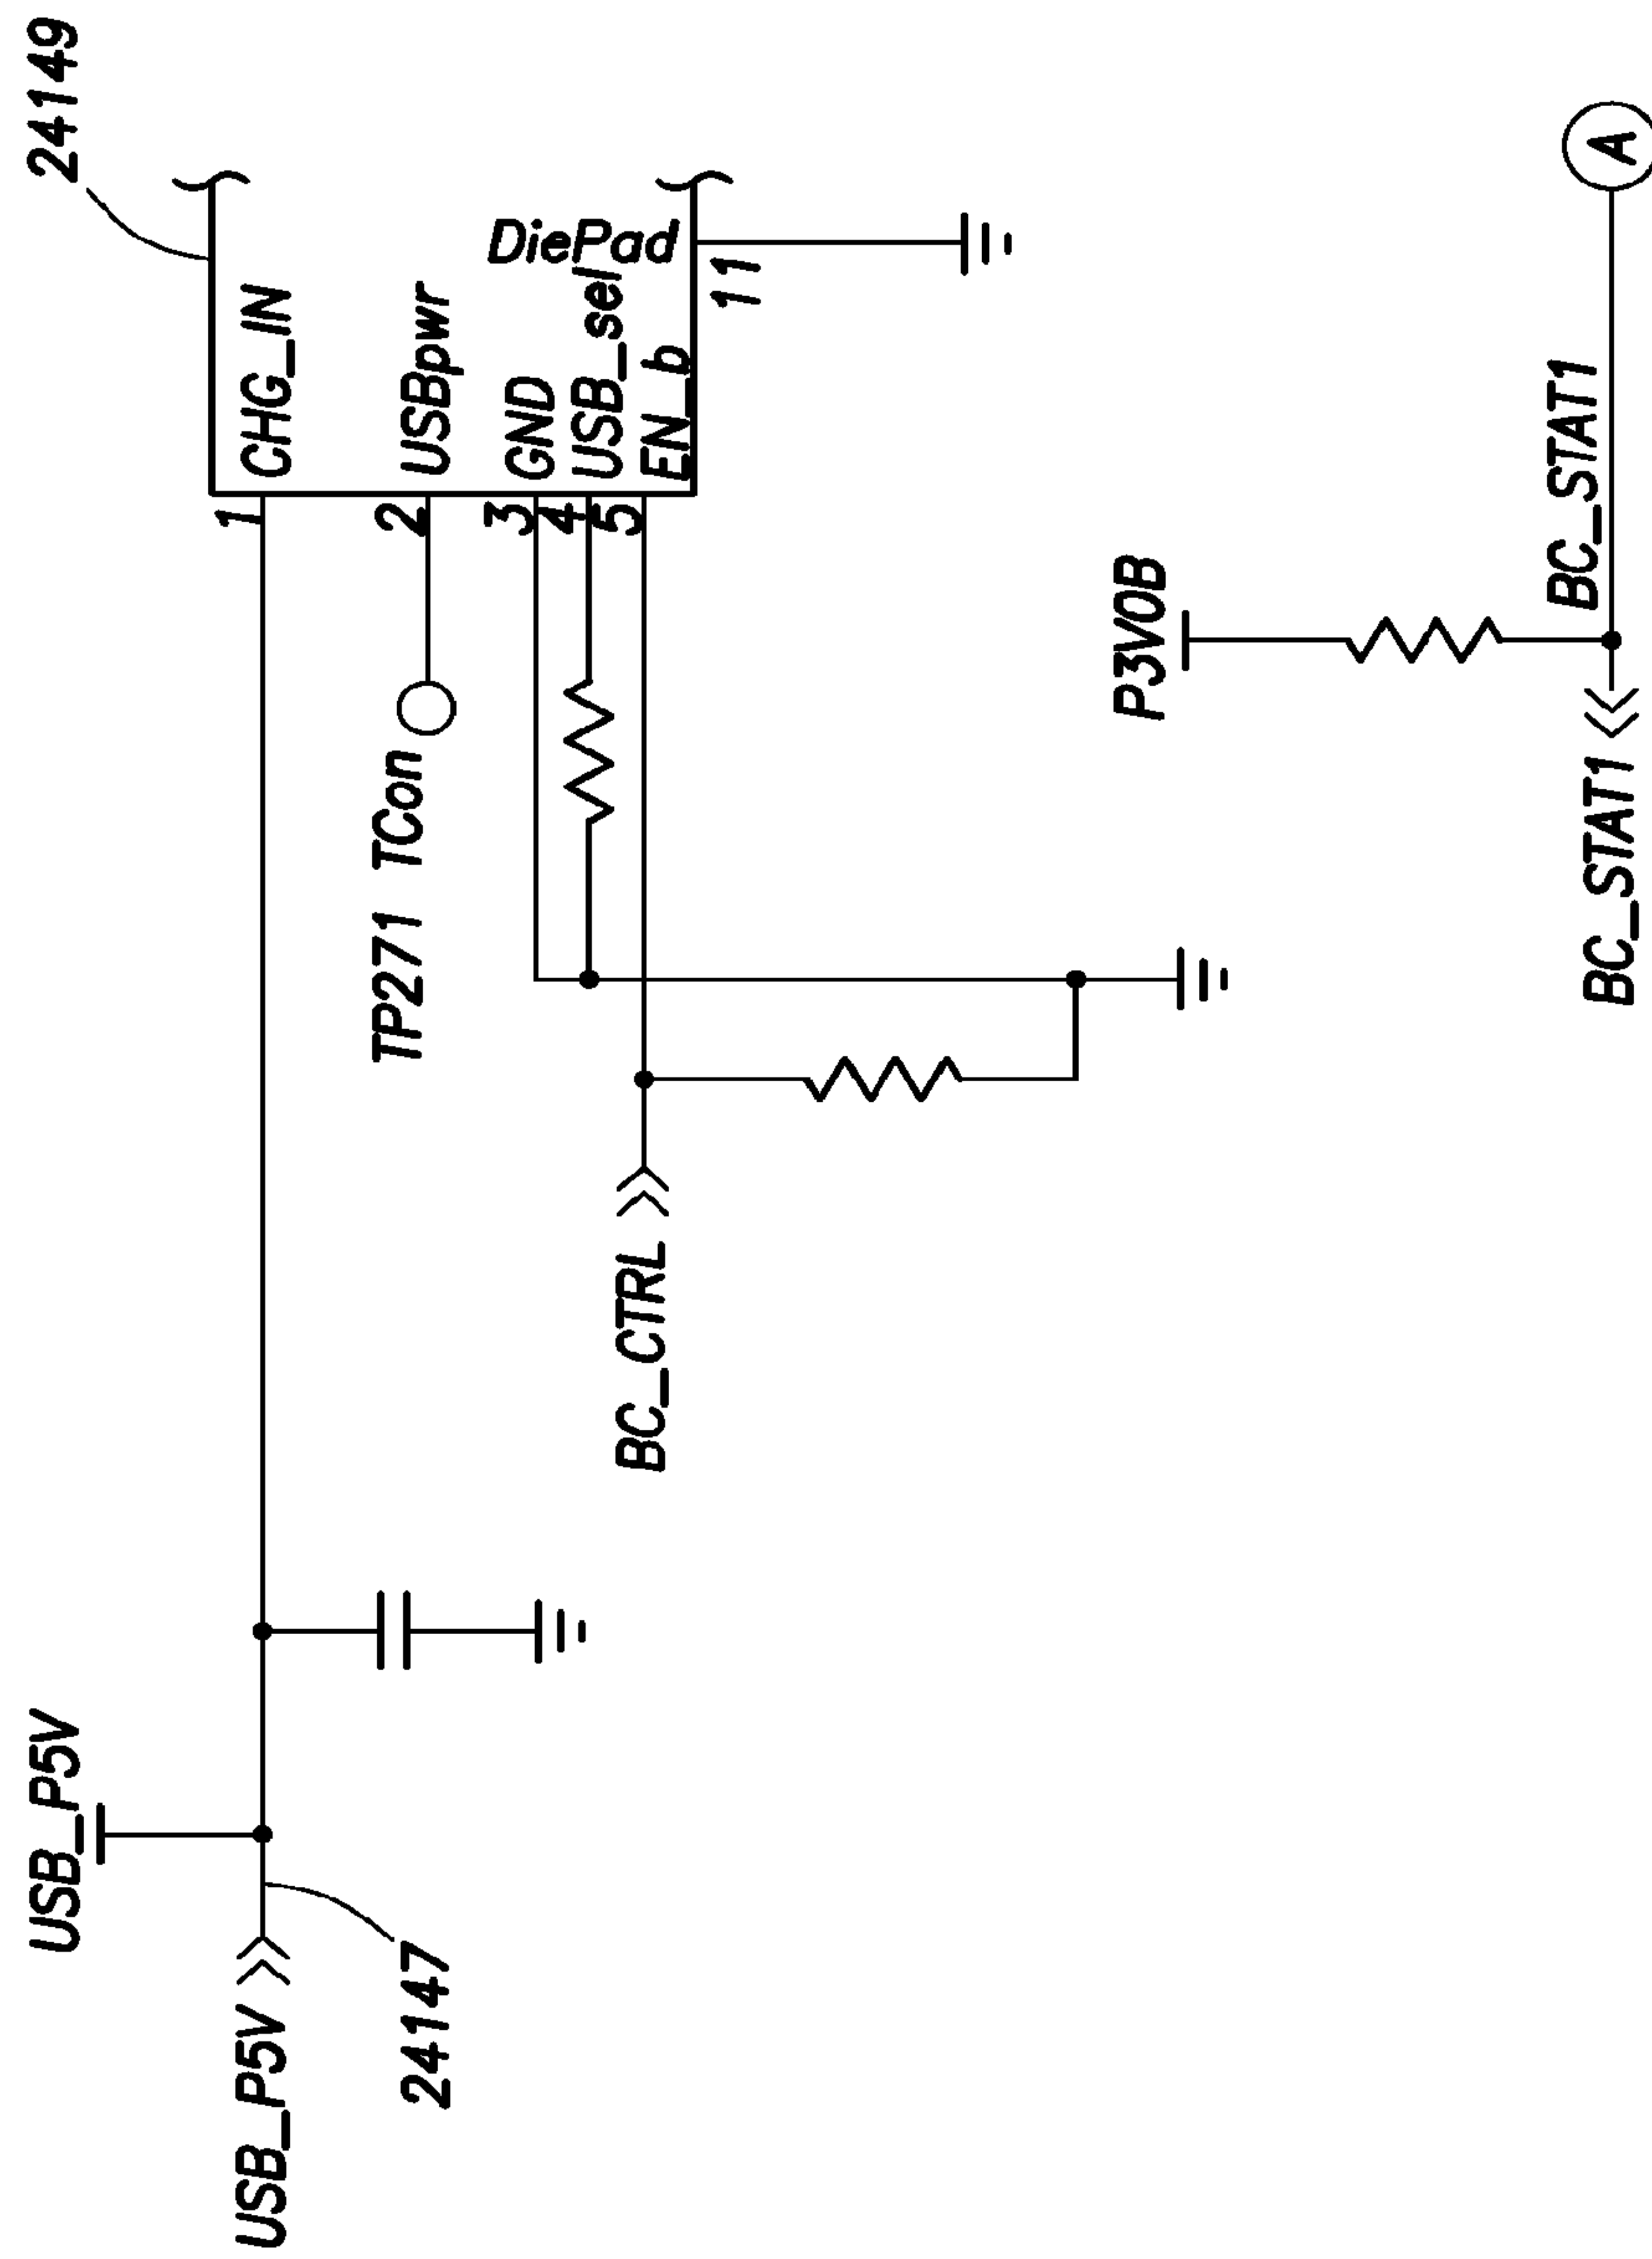 USB_P5V
24149
USB_P5V
24147
CHG_IN
1
TP271 TCon
2
USBpwr
3
GND
4
USB_sel
BC_CTRL
5
EN_b
DiePad
11
P3V0B
BC_STAT1
BC_STAT1
A